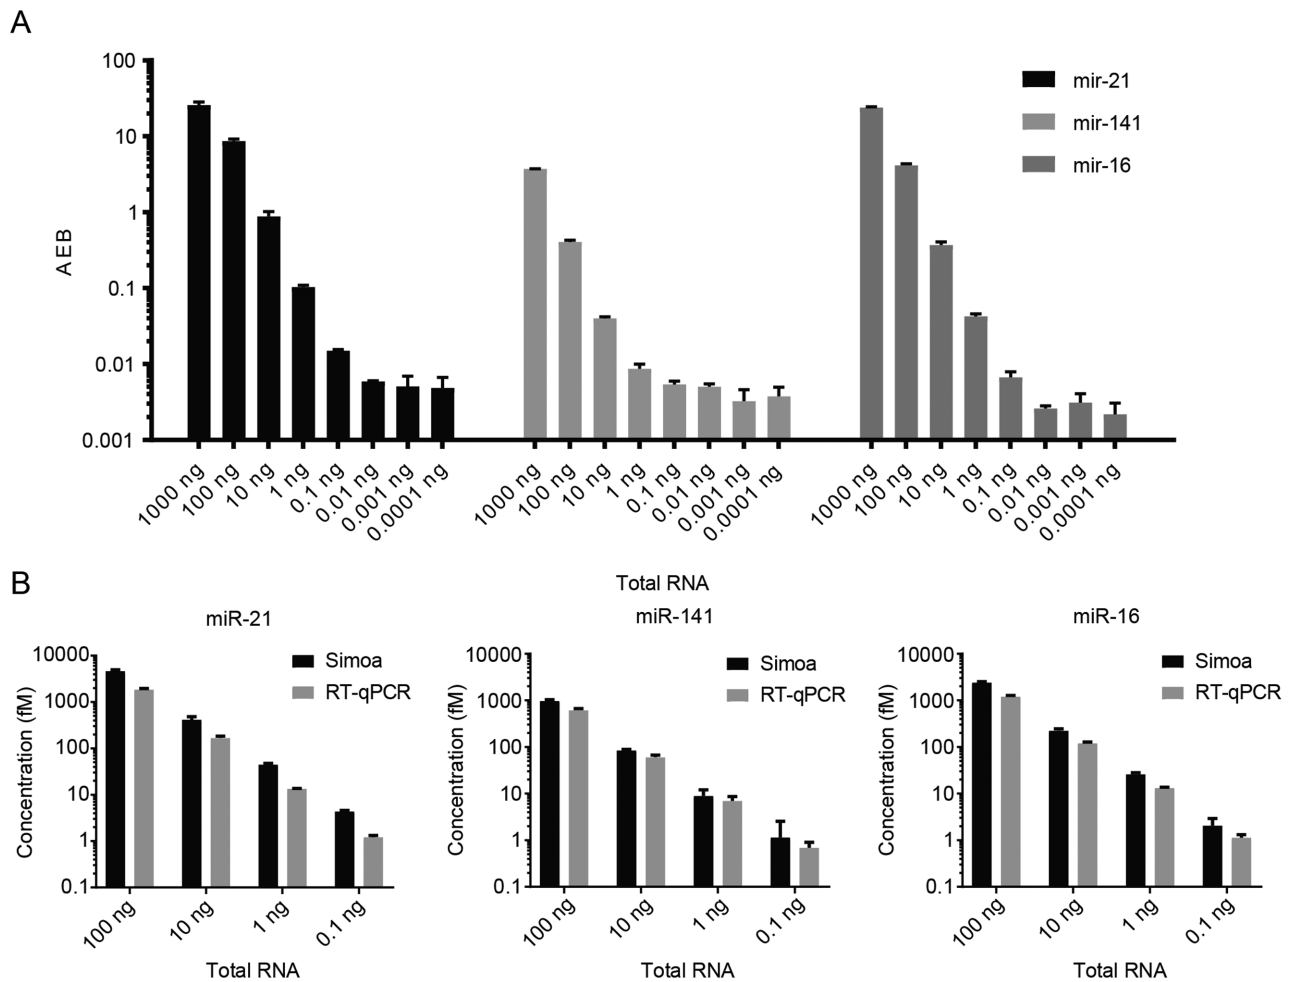 A
100
10
1
0.1
0.01
0.001
AEB
mir-21
mir-141
mir-16
1000 ng
100 ng
10 ng
1 ng
0.1 ng
0.01 ng
0.001 ng
0.0001 ng
1000 ng
100 ng
10 ng
1 ng
0.1 ng
0.01 ng
0.001 ng
0.0001 ng
1000 ng
100 ng
10 ng
1 ng
0.1 ng
0.01 ng
0.001 ng
0.0001 ng
Total RNA
B
miR-21
10000
1000
100
10
1
0.1
Concentration (fM)
Simoa
RT-qPCR
100 ng
10 ng
1 ng
0.1 ng
Total RNA
miR-141
10000
1000
100
10
1
0.1
Concentration (fM)
Simoa
RT-qPCR
100 ng
10 ng
1 ng
0.1 ng
Total RNA
miR-16
10000
1000
100
10
1
0.1
Concentration (fM)
Simoa
RT-qPCR
100 ng
10 ng
1 ng
0.1 ng
Total RNA